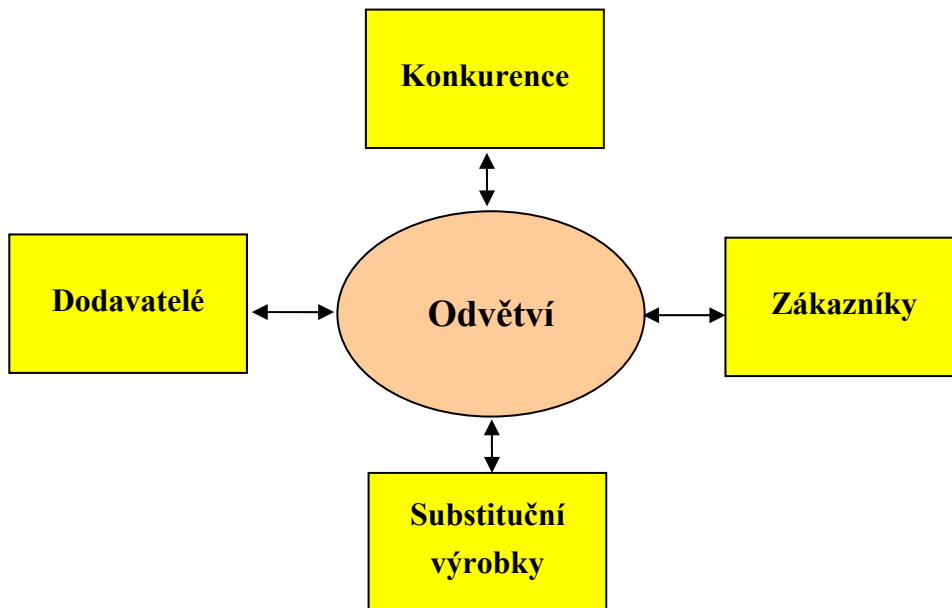 Konkurence
Dodavatelé
Odvětví
Zákazníky
Substituční
výrobky